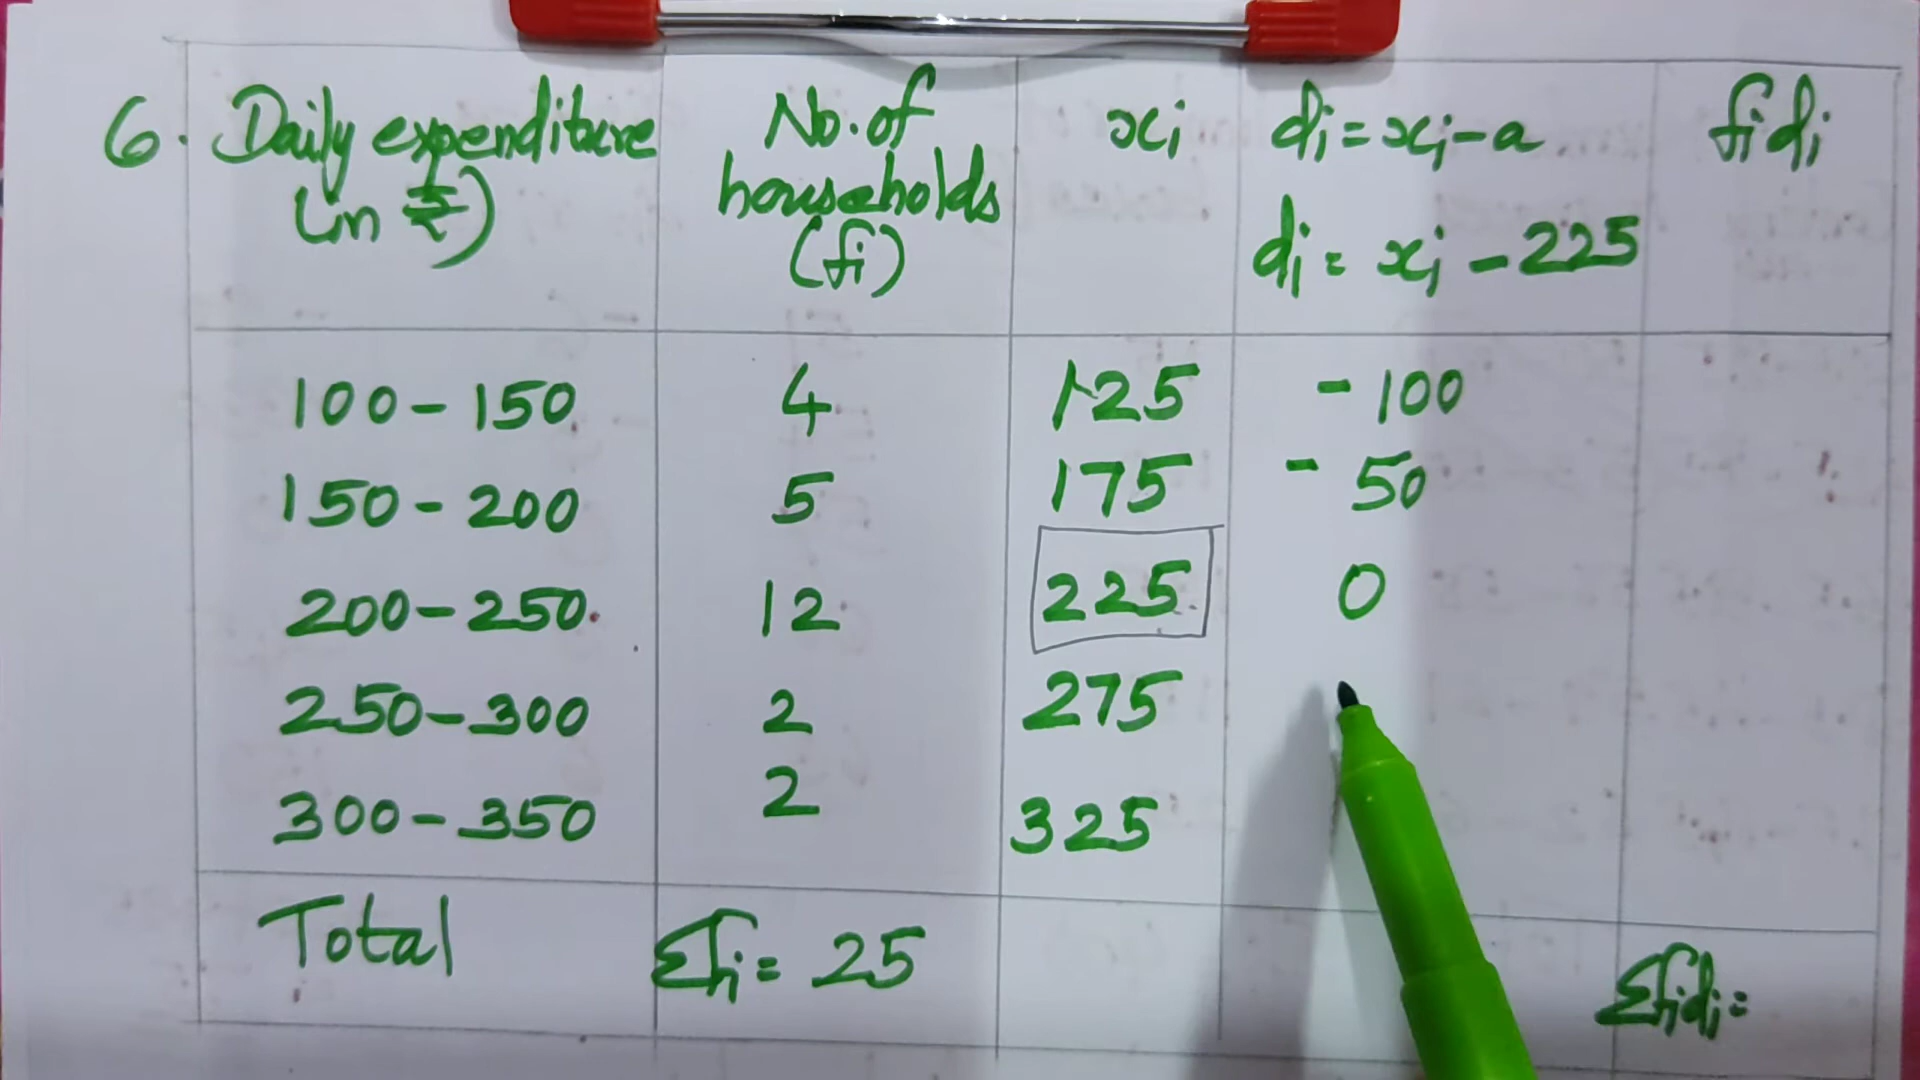 6. Daily expenditure (in ₹) No. of households (fi) xi di = xi - a di = xi - 225 fidi
100 - 150 4 125 - 100
150 - 200 5 175 - 50
200 - 250 12 225 0
250 - 300 2 275
300 - 350 2 325
Total Σfi = 25 Σfidi =